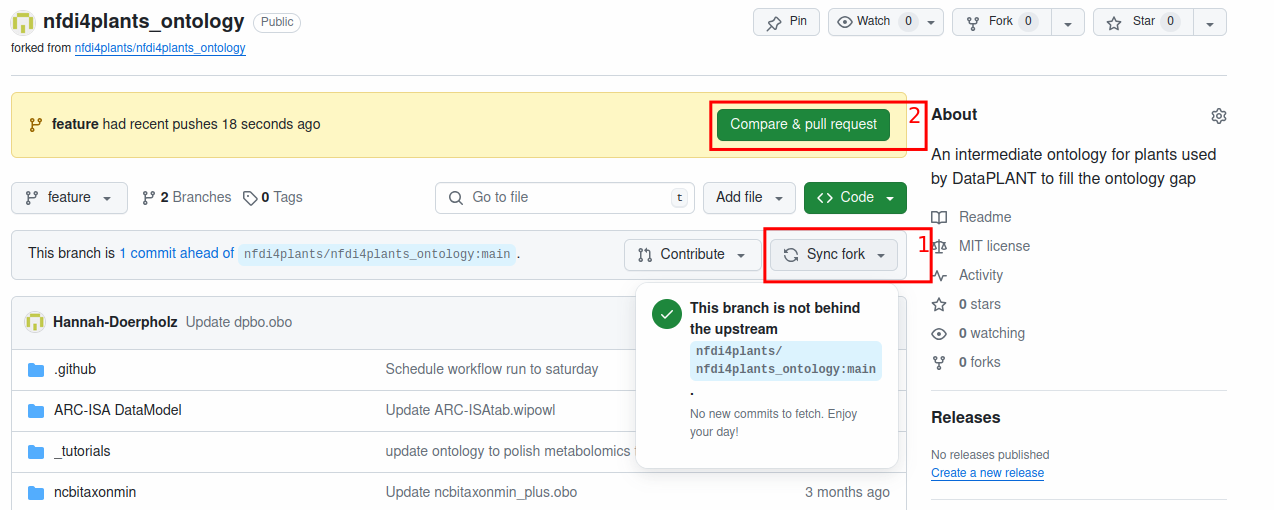 nfdi4plants_ontology Public
Pin
Watch 0
Fork 0
Star 0
forked from nfdi4plants/nfdi4plants_ontology
feature had recent pushes 18 seconds ago
Compare & pull request
2
feature
2 Branches
0 Tags
Go to file
t
Add file
Code
This branch is 1 commit ahead of nfdi4plants/nfdi4plants_ontology:main.
Contribute
Sync fork
1
This branch is not behind
the upstream
nfdi4plants/
nfdi4plants_ontology:main
.
No new commits to fetch. Enjoy
your day!
Hannah-Doerpholz Update dpbo.obo
.github Schedule workflow run to saturday
ARC-ISA DataModel Update ARC-ISAtab.wipowl
_tutorials update ontology to polish metabolomics
ncbitaxonmin Update ncbitaxonmin_plus.obo 3 months ago
About
An intermediate ontology for plants used
by DataPLANT to fill the ontology gap
Readme
MIT license
Activity
0 stars
0 watching
0 forks
Releases
No releases published
Create a new release